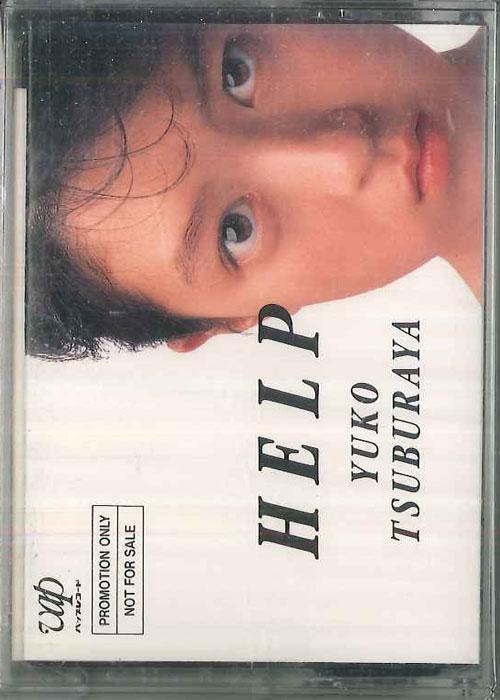 HELP
YUKO
TSUBURAYA
vap
バップレコード
PROMOTION ONLY
NOT FOR SALE